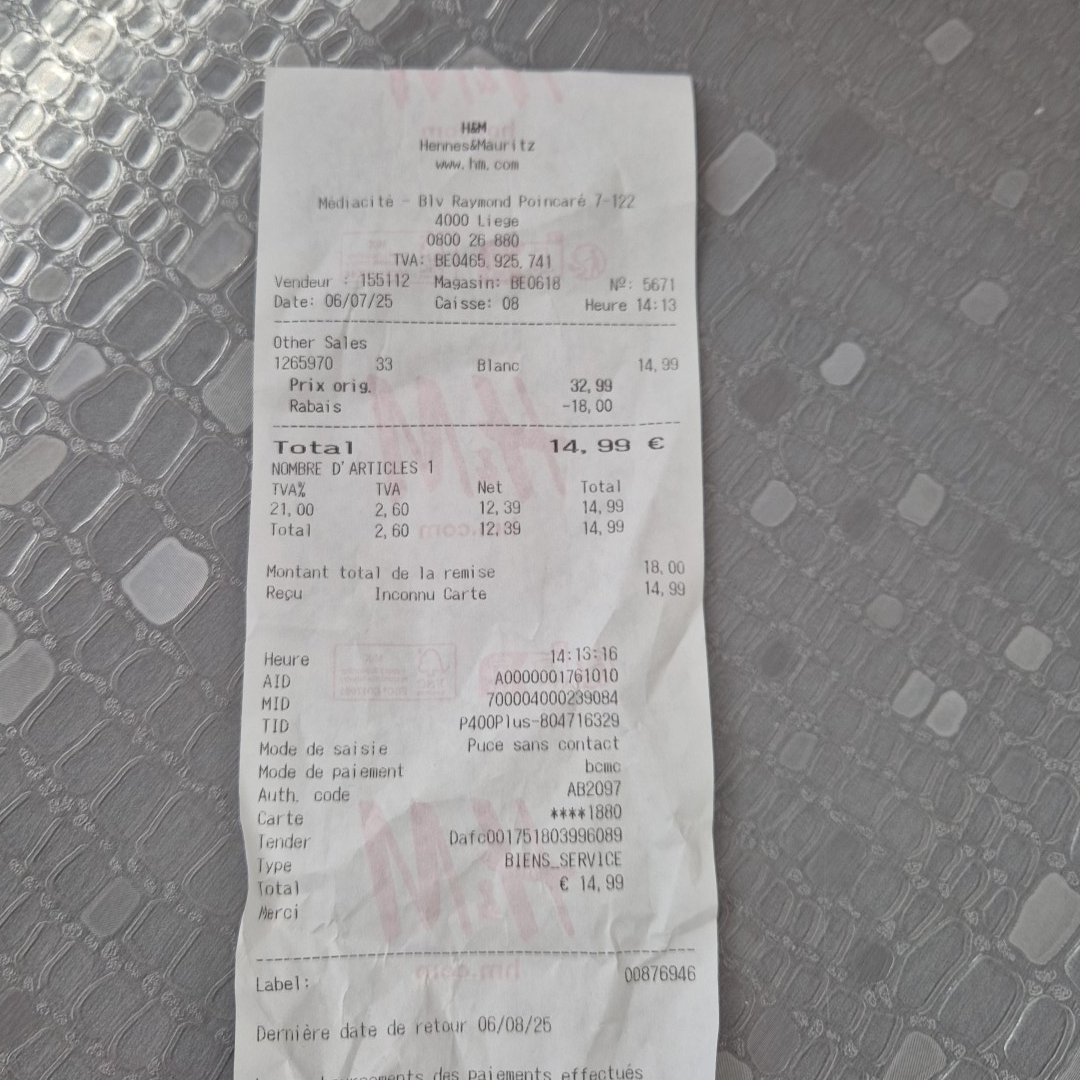 H&M
Hennes&Mauritz
www.hm.com
Médiacité - Blv Raymond Poincaré 7-122
4000 Liege
0800 26 880
TVA: BE0465.925.741
Vendeur : 155112 Magasin: BE0618 Nº: 5671
Date: 06/07/25 Caisse: 08 Heure 14:13
Other Sales
1265970 33 Blanc 14,99
Prix orig. 32,99
Rabais -18,00
Total 14,99 €
NOMBRE D'ARTICLES 1
TVA% TVA Net Total
21,00 2,60 12,39 14,99
Total 2,60 12,39 14,99
Montant total de la remise 18,00
Reçu Inconnu Carte 14,99
Heure 14:13:16
AID A0000001761010
MID 700004000239084
TID P400Plus-804716329
Mode de saisie Puce sans contact
Mode de paiement bcmc
Auth. code AB2097
Carte ****1880
Tender Dafc001751803996089
Type BIENS_SERVICE
Total € 14,99
Merci
Label: 00876946
Dernière date de retour 06/08/25
des paiements effectués